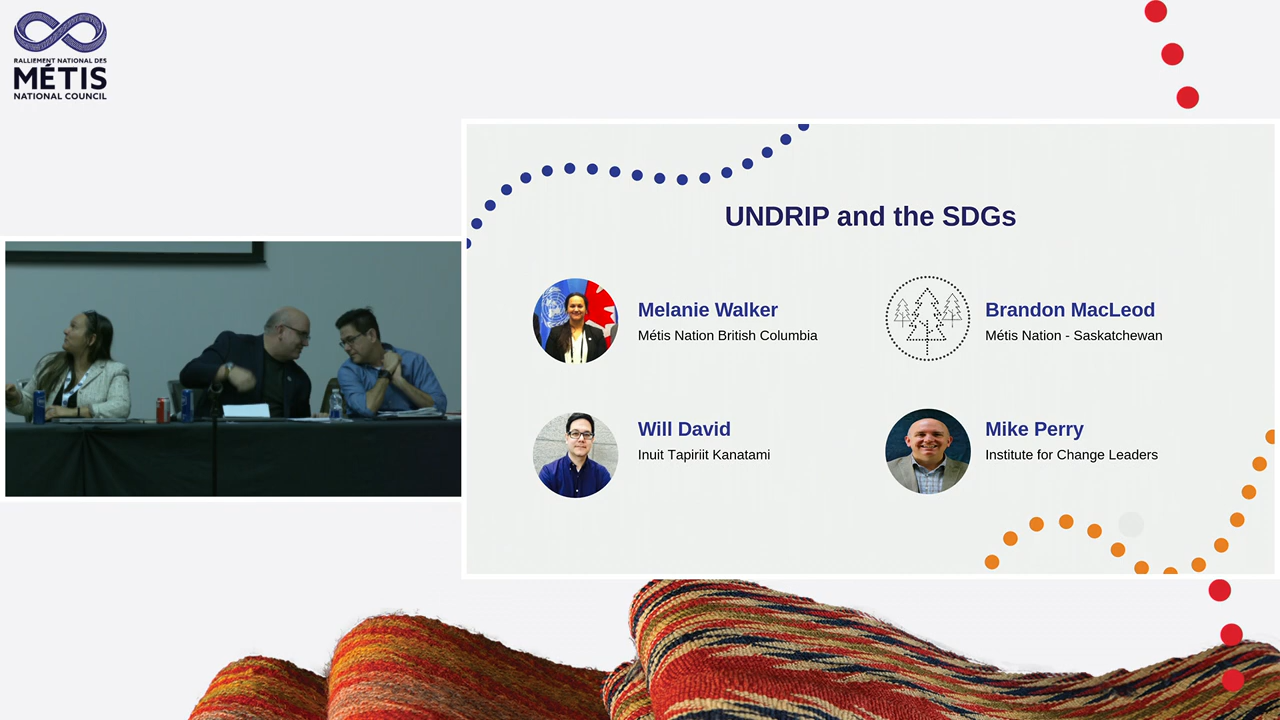 RALLIEMENT NATIONAL DES
MÉTIS
NATIONAL COUNCIL
UNDRIP and the SDGs
Melanie Walker
Métis Nation British Columbia
Brandon MacLeod
Métis Nation - Saskatchewan
Will David
Inuit Tapiriit Kanatami
Mike Perry
Institute for Change Leaders